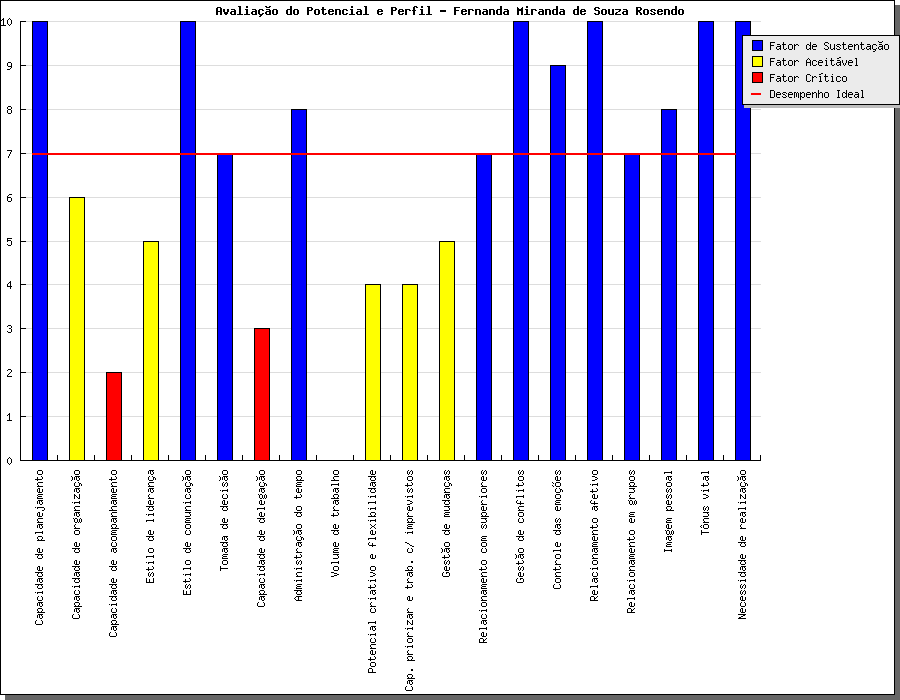 Avaliação do Potencial e Perfil - Fernanda Miranda de Souza Rosendo
10
9
8
7
6
5
4
3
2
1
0
Fator de Sustentação
Fator Aceitável
Fator Crítico
Desempenho Ideal
Capacidade de planejamento
Capacidade de organização
Capacidade de acompanhamento
Estilo de liderança
Estilo de comunicação
Tomada de decisão
Capacidade de delegação
Administração do tempo
Volume de trabalho
Potencial criativo e flexibilidade
Cap. priorizar e trab. c/ imprevistos
Gestão de mudanças
Relacionamento com superiores
Gestão de conflitos
Controle das emoções
Relacionamento afetivo
Relacionamento em grupos
Imagem pessoal
Tônus vital
Necessidade de realização